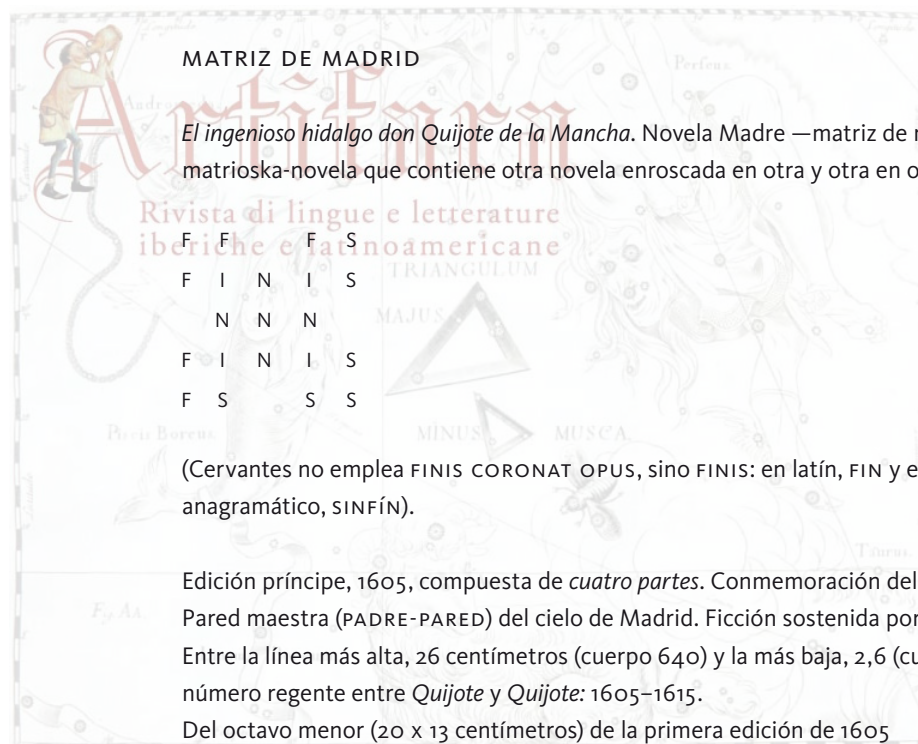 MATRIZ DE MADRID
El ingenioso hidalgo don Quijote de la Mancha. Novela Madre —matriz de
matrioska-novela que contiene otra novela enroscada en otra y otra en
Artifara
Rivista di lingue e letterature
iberiche e latinoamericane
F F F S
F I N I S
N N N
F I N I S
F S S S
Andromeda
Perseus
TRIANGULUM
MAJUS
MINUS
MUSCA
Piscis Boreus
Taurus
(Cervantes no emplea FINIS CORONAT OPUS, sino FINIS: en latín, FIN y
anagramático, SINFÍN).
Edición príncipe, 1605, compuesta de cuatro partes. Conmemoración del
Pared maestra (PADRE-PARED) del cielo de Madrid. Ficción sostenida por
Entre la línea más alta, 26 centímetros (cuerpo 640) y la más baja, 2,6
número regente entre Quijote y Quijote: 1605–1615.
Del octavo menor (20 x 13 centímetros) de la primera edición de 1605